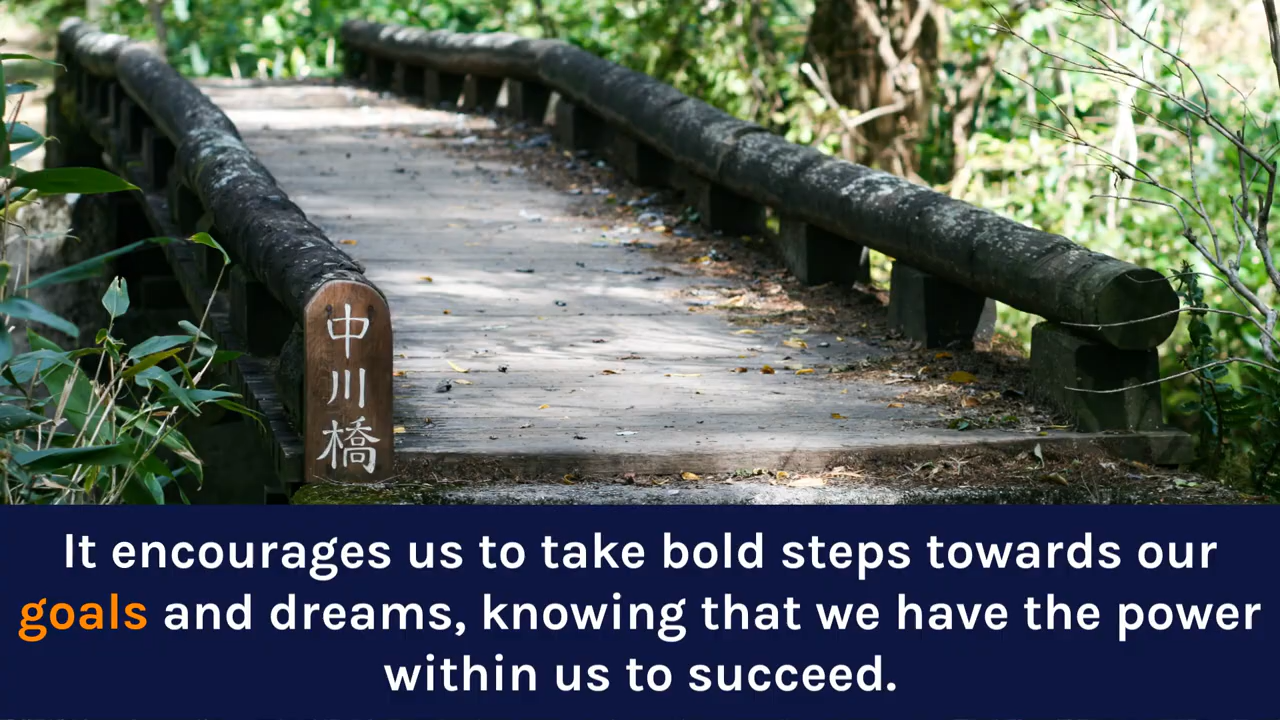 中
川
橋
It encourages us to take bold steps towards our
goals and dreams, knowing that we have the power
within us to succeed.